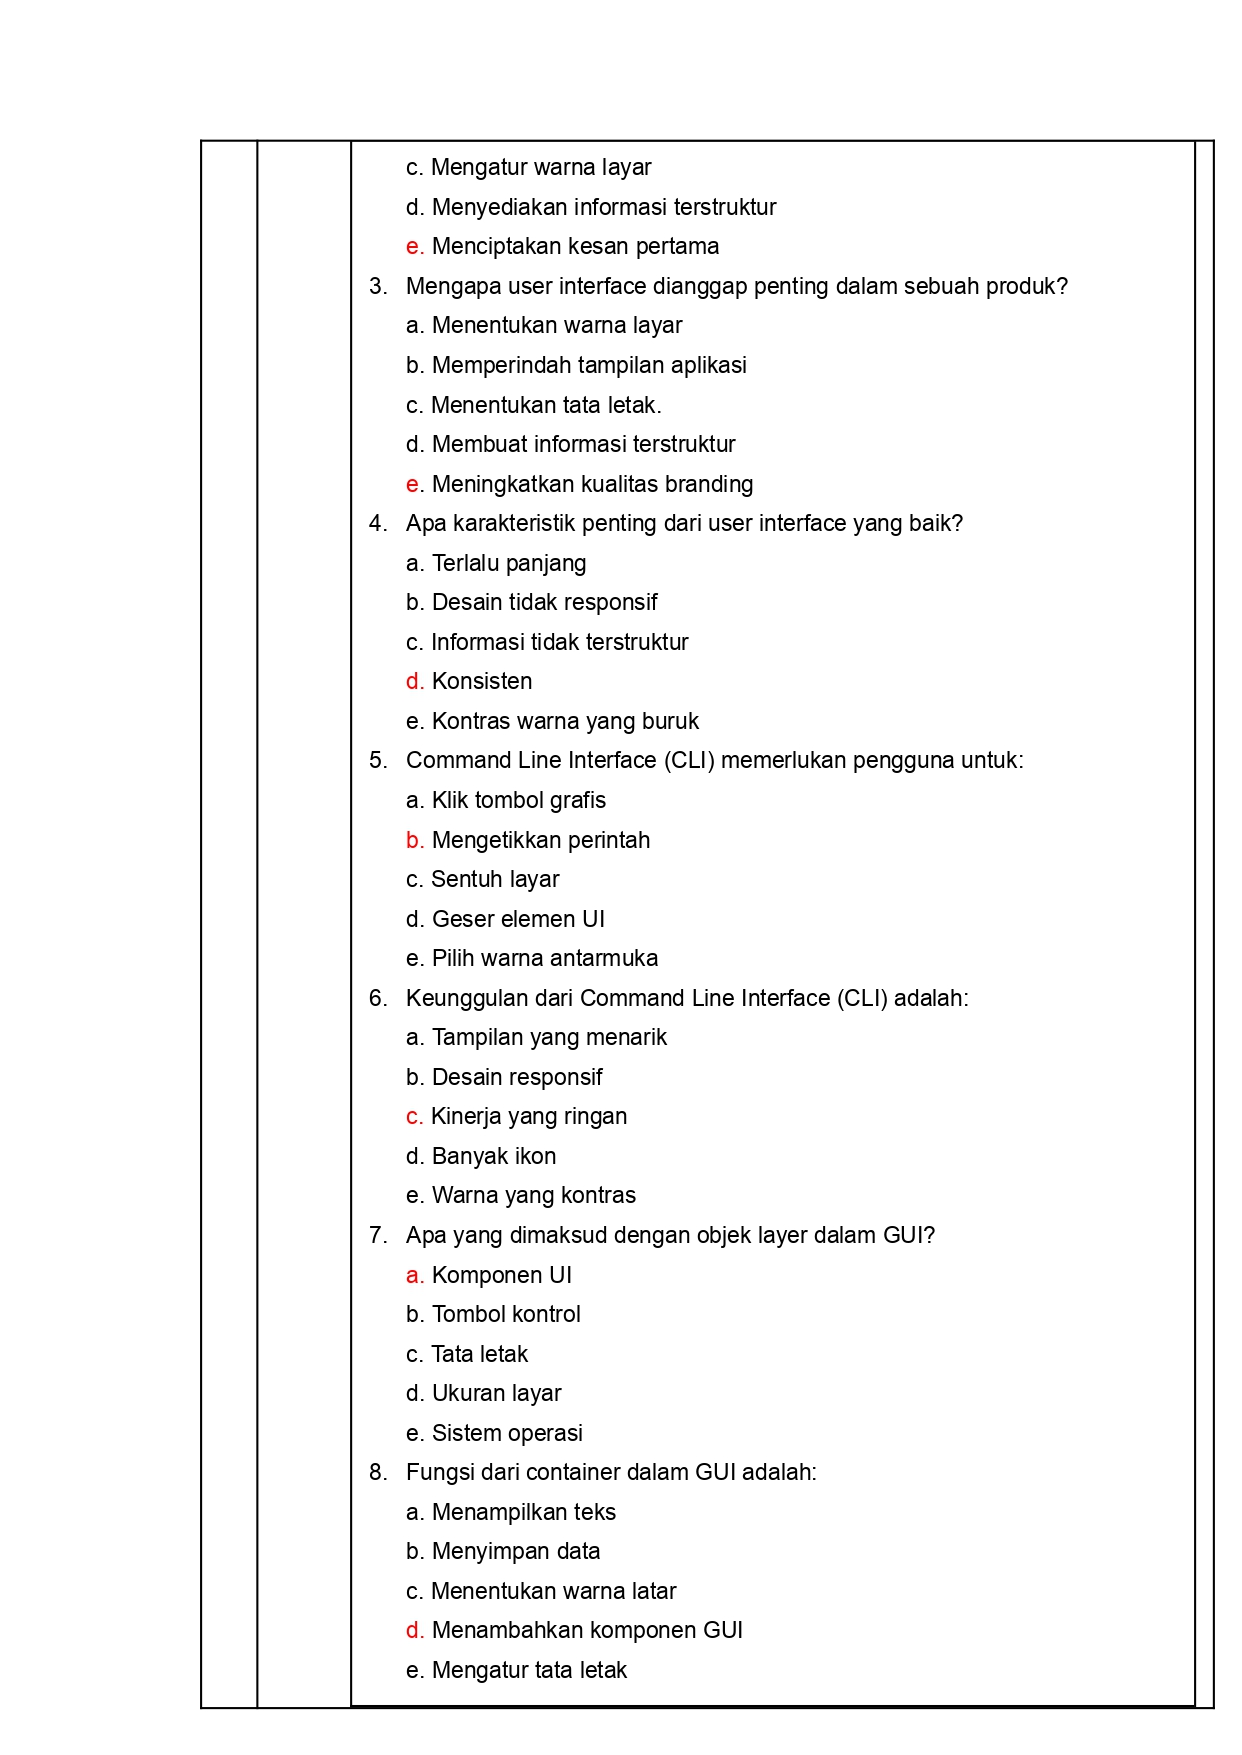 c. Mengatur warna layar
d. Menyediakan informasi terstruktur
e. Menciptakan kesan pertama
3. Mengapa user interface dianggap penting dalam sebuah produk?
a. Menentukan warna layar
b. Memperindah tampilan aplikasi
c. Menentukan tata letak.
d. Membuat informasi terstruktur
e. Meningkatkan kualitas branding
4. Apa karakteristik penting dari user interface yang baik?
a. Terlalu panjang
b. Desain tidak responsif
c. Informasi tidak terstruktur
d. Konsisten
e. Kontras warna yang buruk
5. Command Line Interface (CLI) memerlukan pengguna untuk:
a. Klik tombol grafis
b. Mengetikkan perintah
c. Sentuh layar
d. Geser elemen UI
e. Pilih warna antarmuka
6. Keunggulan dari Command Line Interface (CLI) adalah:
a. Tampilan yang menarik
b. Desain responsif
c. Kinerja yang ringan
d. Banyak ikon
e. Warna yang kontras
7. Apa yang dimaksud dengan objek layer dalam GUI?
a. Komponen UI
b. Tombol kontrol
c. Tata letak
d. Ukuran layar
e. Sistem operasi
8. Fungsi dari container dalam GUI adalah:
a. Menampilkan teks
b. Menyimpan data
c. Menentukan warna latar
d. Menambahkan komponen GUI
e. Mengatur tata letak